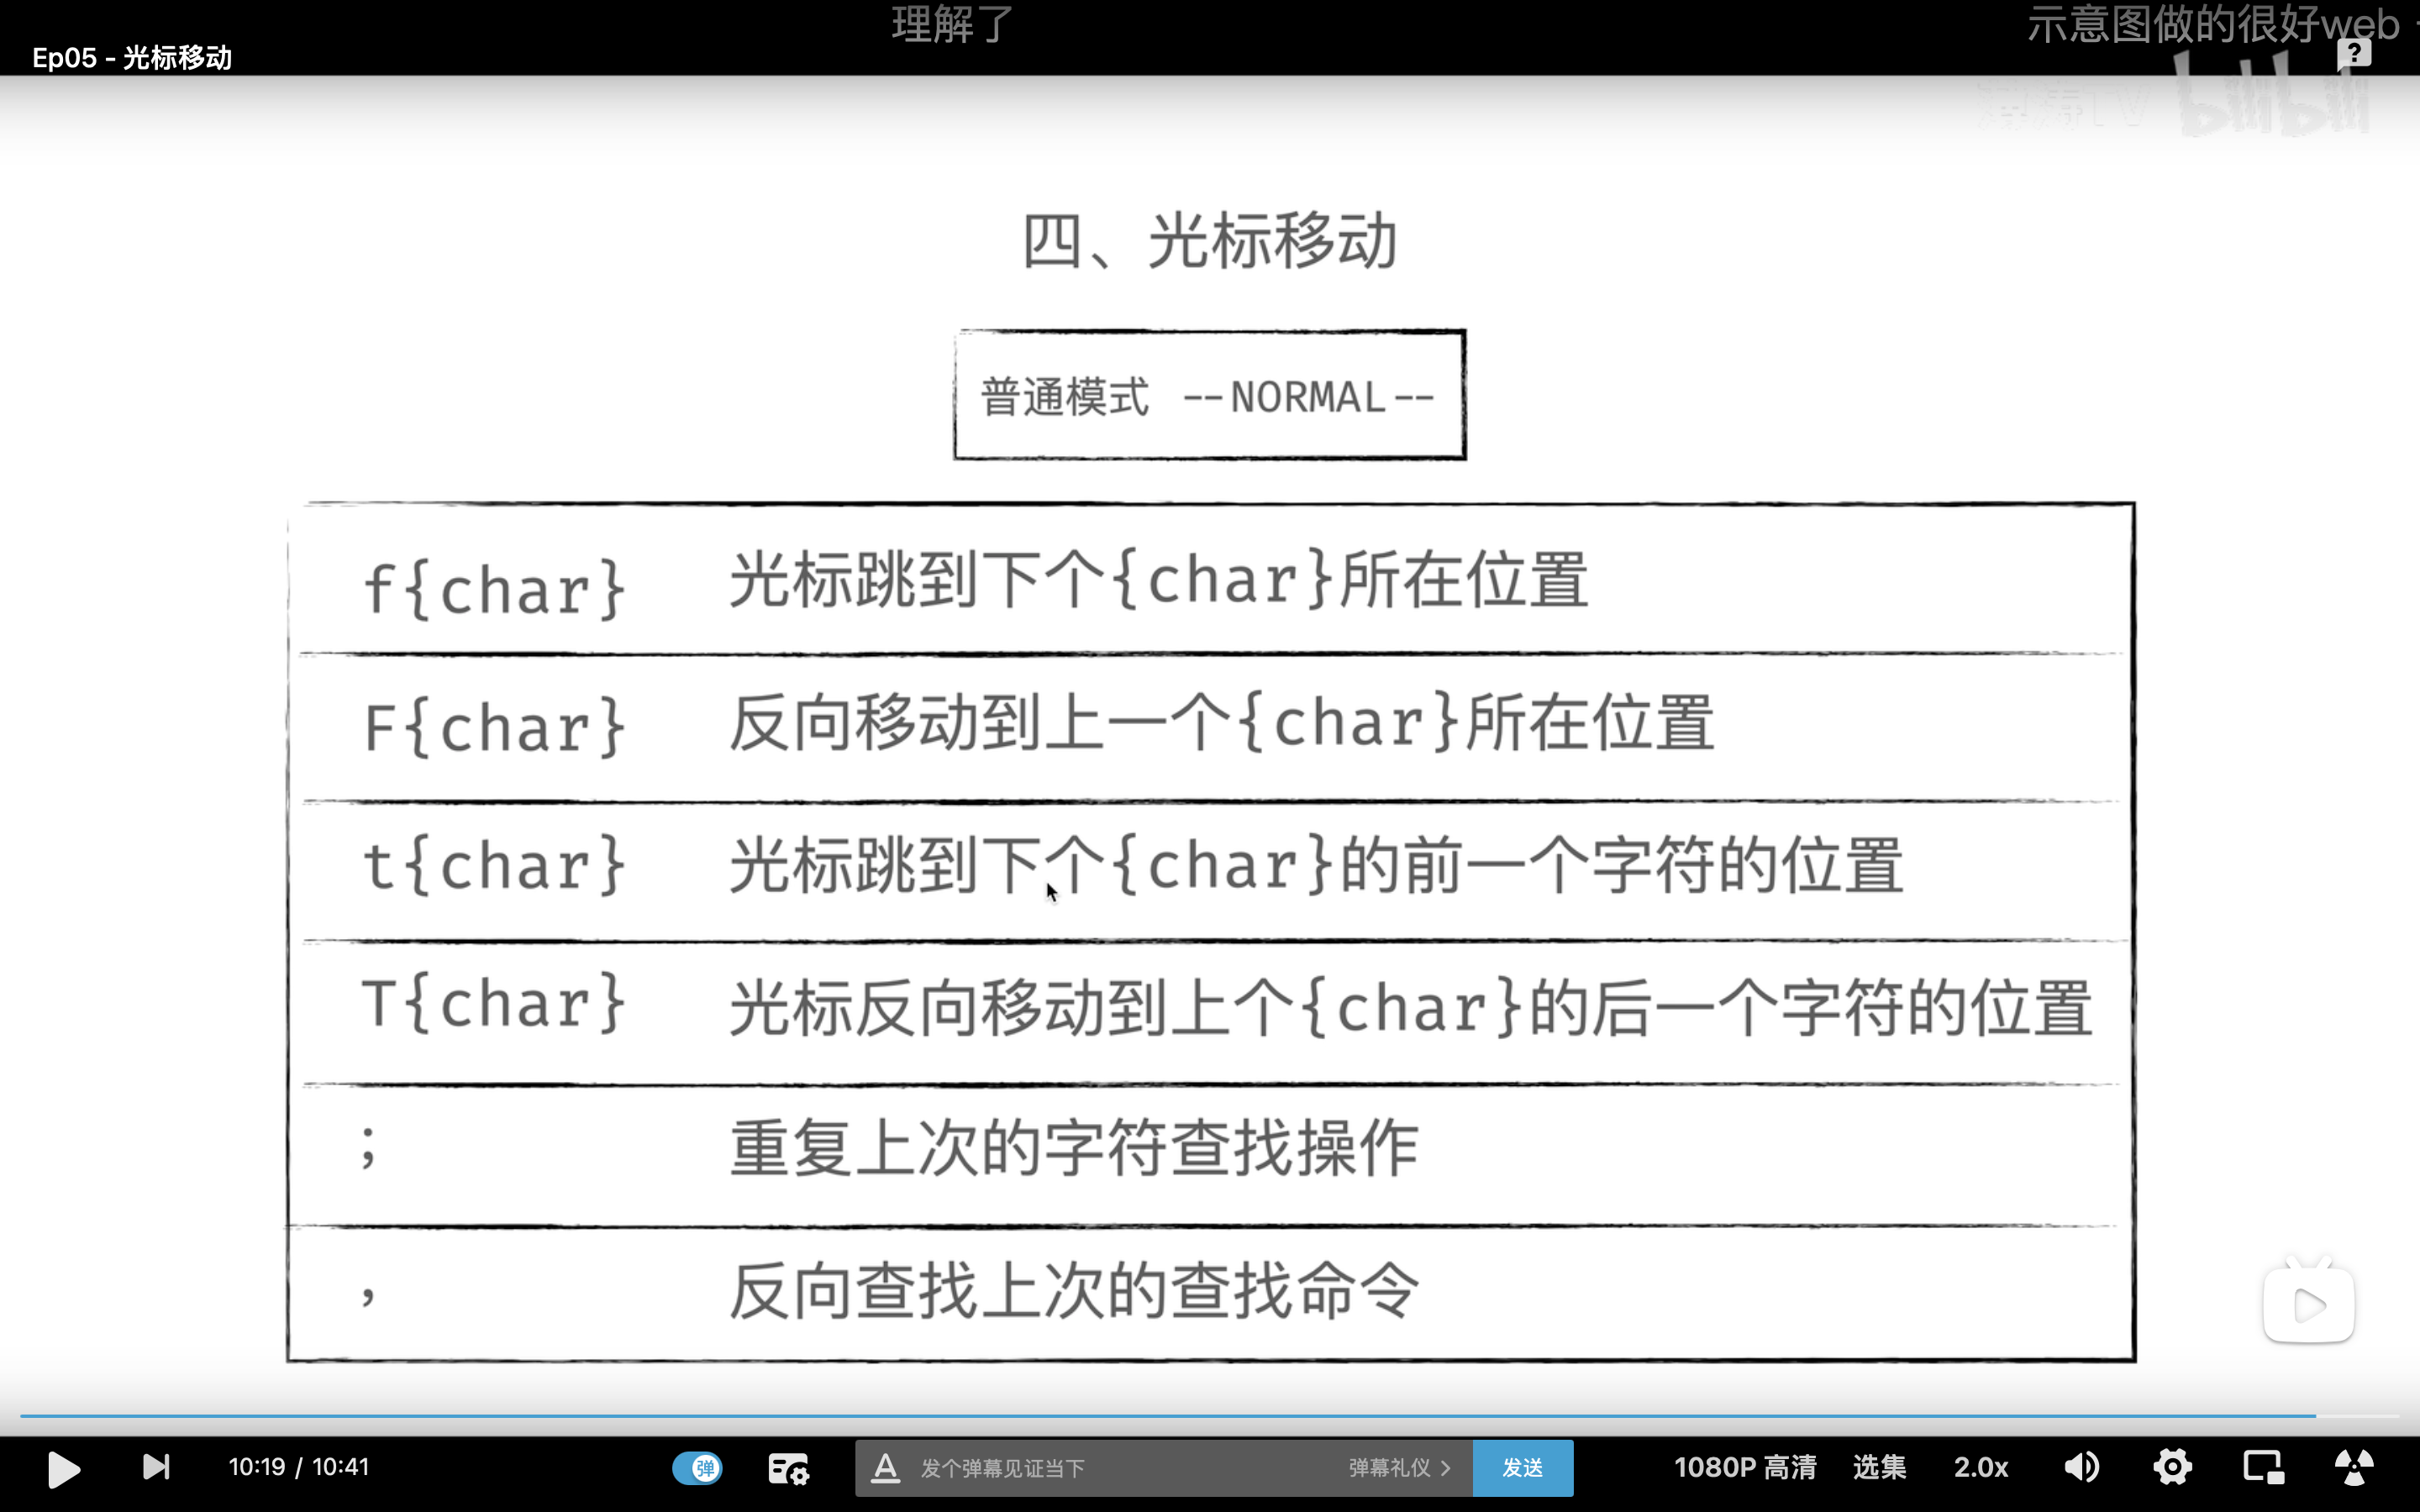 理解了
示意图做的很好web
Ep05 - 光标移动
?
bilibili
四、光标移动
普通模式 --NORMAL--
f{char} 光标跳到下个{char}所在位置
F{char} 反向移动到上一个{char}所在位置
t{char} 光标跳到下个{char}的前一个字符的位置
T{char} 光标反向移动到上个{char}的后一个字符的位置
; 重复上次的字符查找操作
, 反向查找上次的查找命令
10:19 / 10:41
弹
A
发个弹幕见证当下
弹幕礼仪 >
发送
1080P 高清
选集
2.0x